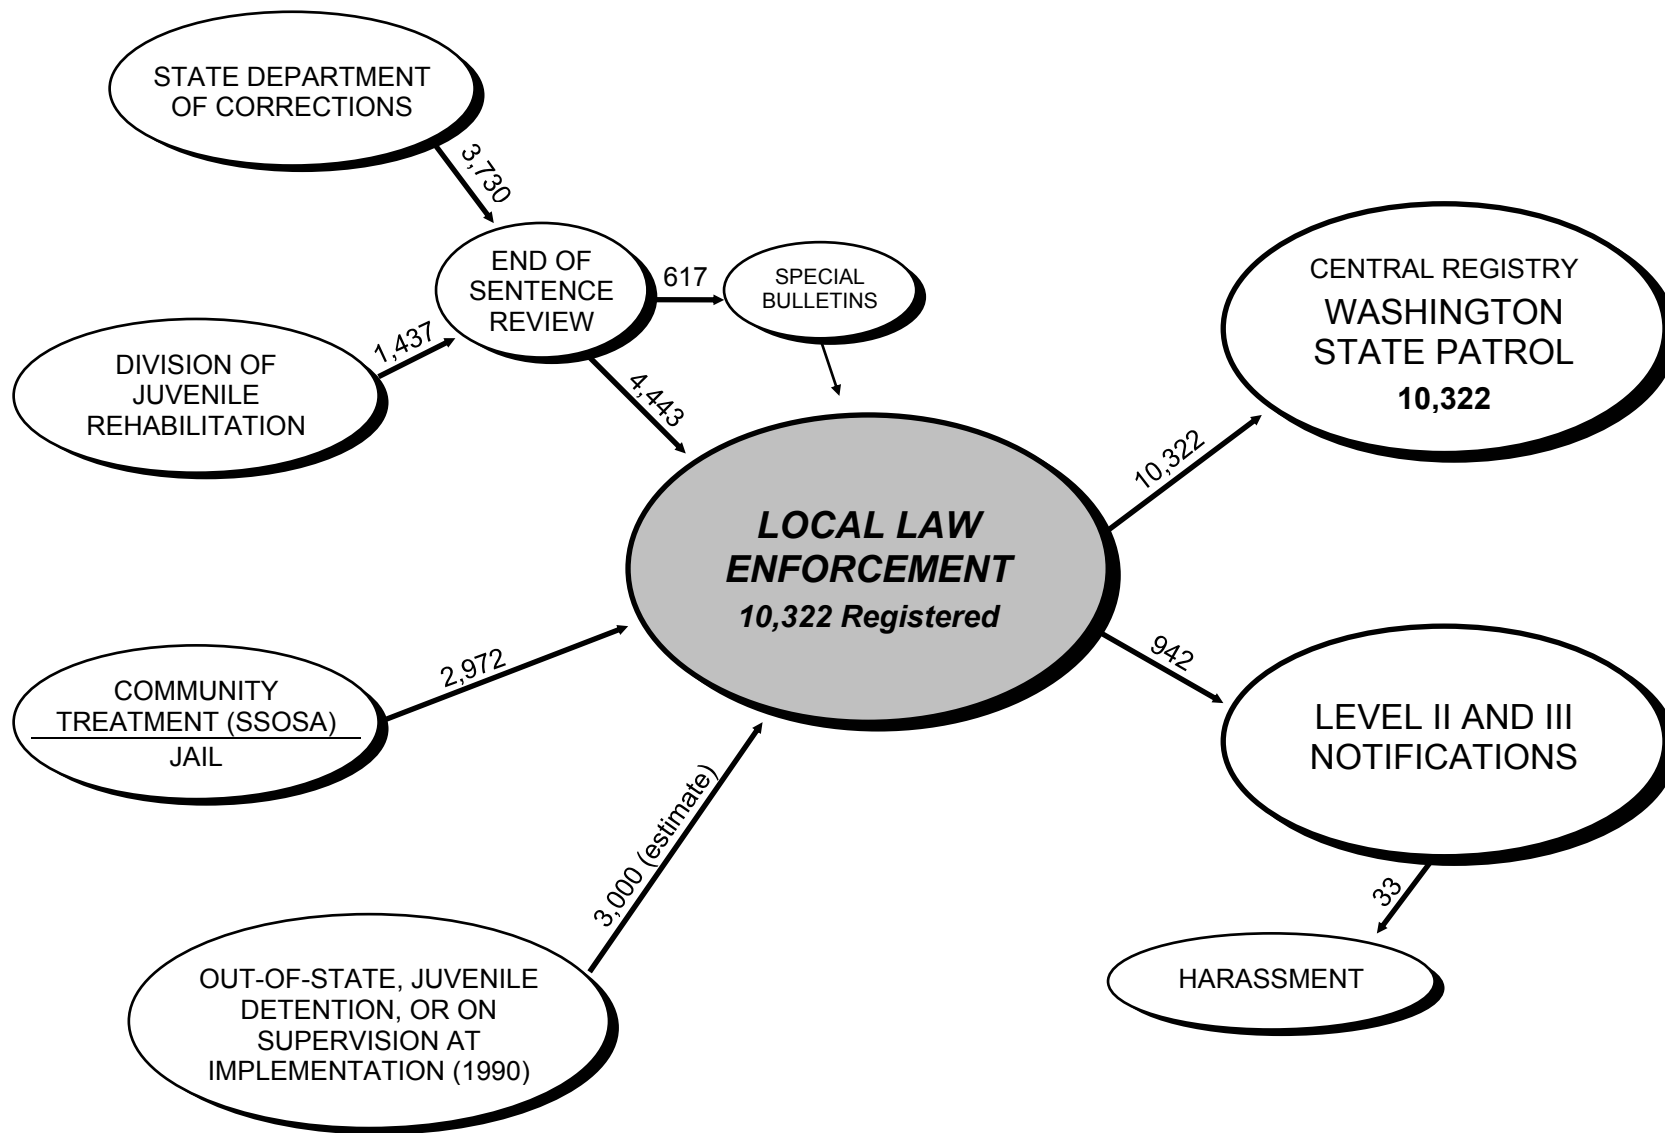 STATE DEPARTMENT
OF CORRECTIONS
3,730
END OF
SENTENCE
REVIEW
617
SPECIAL
BULLETINS
CENTRAL REGISTRY
WASHINGTON
STATE PATROL
10,322
DIVISION OF
JUVENILE
REHABILITATION
1,437
4,443
10,322
LOCAL LAW
ENFORCEMENT
10,322 Registered
COMMUNITY
TREATMENT (SSOSA)
JAIL
2,972
942
LEVEL II AND III
NOTIFICATIONS
3,000 (estimate)
33
OUT-OF-STATE, JUVENILE
DETENTION, OR ON
SUPERVISION AT
IMPLEMENTATION (1990)
HARASSMENT